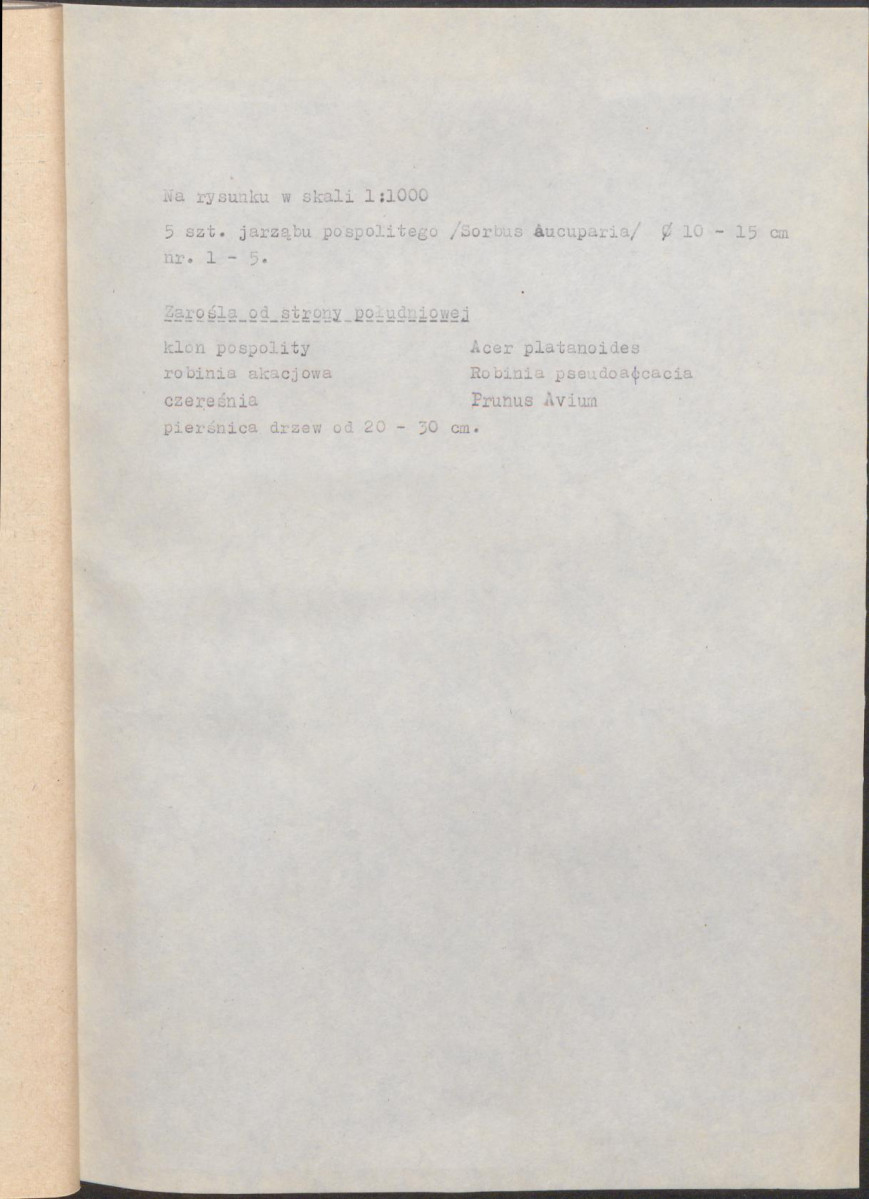 Na rysunku w skali 1:1000
5 szt. jarząbu pospolitego /Sorbus Aucuparia/ Ø 10 - 15 cm
nr. 1 - 5.
Zarośla od strony południowej
klon pospolity Acer platanoides
robinia akacjowa Robinia pseudoaccacia
czereśnia Prunus Avium
pierśnica drzew od 20 - 30 cm.